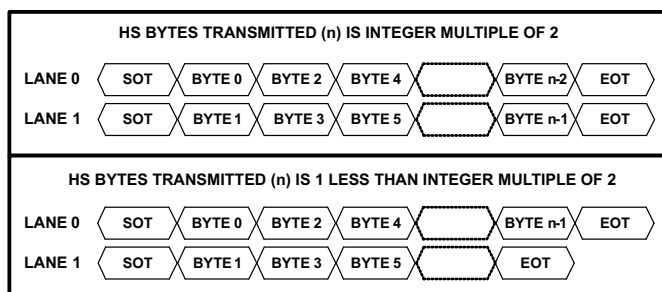 HS BYTES TRANSMITTED (n) IS INTEGER MULTIPLE OF 2
LANE 0 SOT BYTE 0 BYTE 2 BYTE 4 BYTE n-2 EOT
LANE 1 SOT BYTE 1 BYTE 3 BYTE 5 BYTE n-1 EOT
HS BYTES TRANSMITTED (n) IS 1 LESS THAN INTEGER MULTIPLE OF 2
LANE 0 SOT BYTE 0 BYTE 2 BYTE 4 BYTE n-1 EOT
LANE 1 SOT BYTE 1 BYTE 3 BYTE 5 EOT